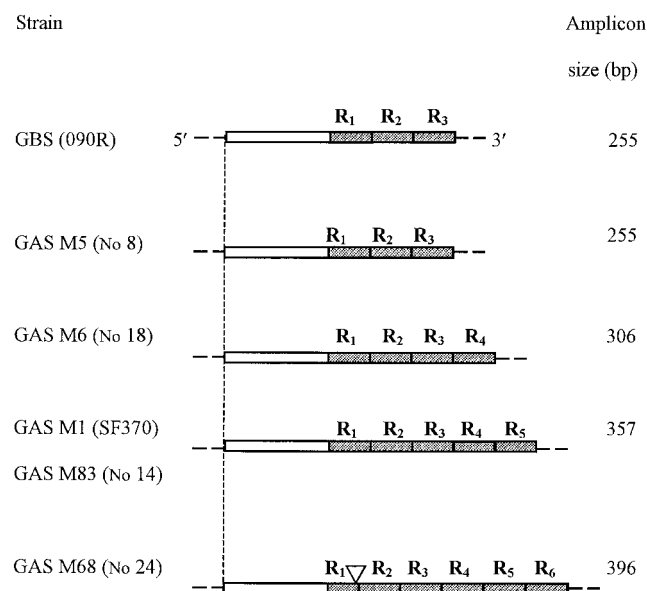 Strain Amplicon
size (bp)
R1 R2 R3
GBS (090R) 5′ 3′ 255
GAS M5 (No 8) R1 R2 R3 255
GAS M6 (No 18) R1 R2 R3 R4 306
GAS M1 (SF370) R1 R2 R3 R4 R5 357
GAS M83 (No 14)
GAS M68 (No 24) R1 R2 R3 R4 R5 R6 396